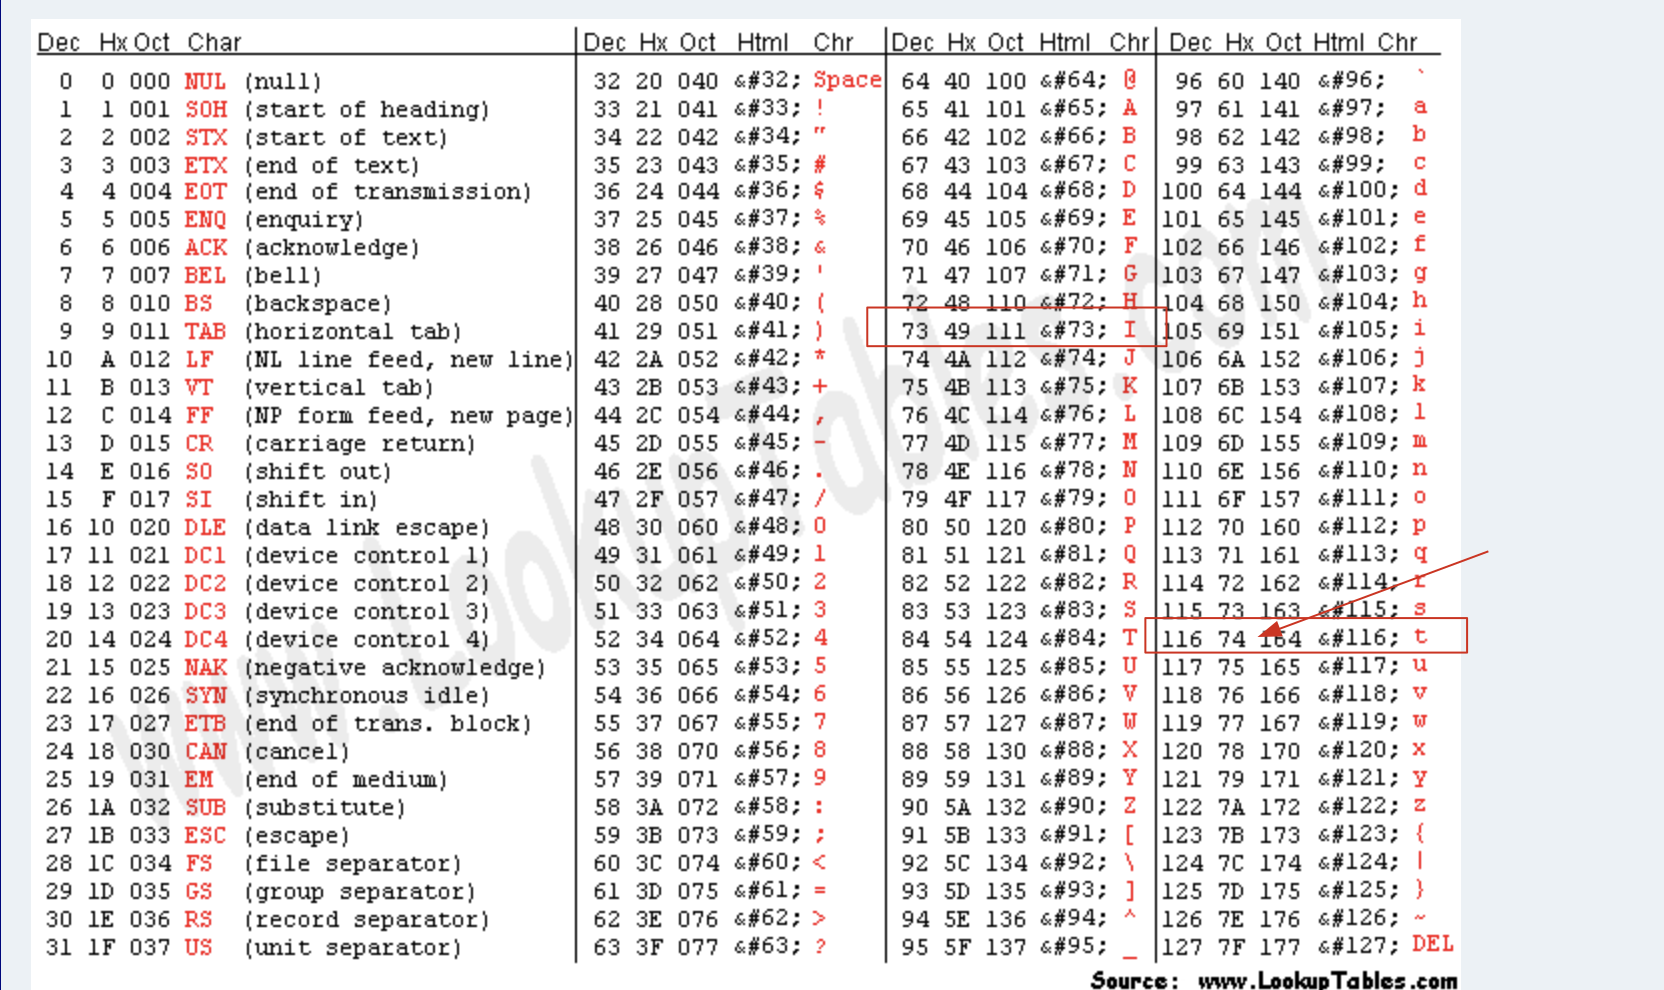 Dec Hx Oct Char Dec Hx Oct Html Chr Dec Hx Oct Html Chr Dec Hx Oct Html Chr
0 0 000 NUL (null) 32 20 040 &#32; Space 64 40 100 &#64; @ 96 60 140 &#96; `
1 1 001 SOH (start of heading) 33 21 041 &#33; ! 65 41 101 &#65; A 97 61 141 &#97; a
2 2 002 STX (start of text) 34 22 042 &#34; " 66 42 102 &#66; B 98 62 142 &#98; b
3 3 003 ETX (end of text) 35 23 043 &#35; # 67 43 103 &#67; C 99 63 143 &#99; c
4 4 004 EOT (end of transmission) 36 24 044 &#36; $ 68 44 104 &#68; D 100 64 144 &#100; d
5 5 005 ENQ (enquiry) 37 25 045 &#37; % 69 45 105 &#69; E 101 65 145 &#101; e
6 6 006 ACK (acknowledge) 38 26 046 &#38; & 70 46 106 &#70; F 102 66 146 &#102; f
7 7 007 BEL (bell) 39 27 047 &#39; ' 71 47 107 &#71; G 103 67 147 &#103; g
8 8 010 BS (backspace) 40 28 050 &#40; ( 72 48 110 &#72; H 104 68 150 &#104; h
9 9 011 TAB (horizontal tab) 41 29 051 &#41; ) 73 49 111 &#73; I 105 69 151 &#105; i
10 A 012 LF (NL line feed, new line) 42 2A 052 &#42; * 74 4A 112 &#74; J 106 6A 152 &#106; j
11 B 013 VT (vertical tab) 43 2B 053 &#43; + 75 4B 113 &#75; K 107 6B 153 &#107; k
12 C 014 FF (NP form feed, new page) 44 2C 054 &#44; , 76 4C 114 &#76; L 108 6C 154 &#108; l
13 D 015 CR (carriage return) 45 2D 055 &#45; - 77 4D 115 &#77; M 109 6D 155 &#109; m
14 E 016 SO (shift out) 46 2E 056 &#46; . 78 4E 116 &#78; N 110 6E 156 &#110; n
15 F 017 SI (shift in) 47 2F 057 &#47; / 79 4F 117 &#79; O 111 6F 157 &#111; o
16 10 020 DLE (data link escape) 48 30 060 &#48; 0 80 50 120 &#80; P 112 70 160 &#112; p
17 11 021 DC1 (device control 1) 49 31 061 &#49; 1 81 51 121 &#81; Q 113 71 161 &#113; q
18 12 022 DC2 (device control 2) 50 32 062 &#50; 2 82 52 122 &#82; R 114 72 162 &#114; r
19 13 023 DC3 (device control 3) 51 33 063 &#51; 3 83 53 123 &#83; S 115 73 163 &#115; s
20 14 024 DC4 (device control 4) 52 34 064 &#52; 4 84 54 124 &#84; T 116 74 164 &#116; t
21 15 025 NAK (negative acknowledge) 53 35 065 &#53; 5 85 55 125 &#85; U 117 75 165 &#117; u
22 16 026 SYN (synchronous idle) 54 36 066 &#54; 6 86 56 126 &#86; V 118 76 166 &#118; v
23 17 027 ETB (end of trans. block) 55 37 067 &#55; 7 87 57 127 &#87; W 119 77 167 &#119; w
24 18 030 CAN (cancel) 56 38 070 &#56; 8 88 58 130 &#88; X 120 78 170 &#120; x
25 19 031 EM (end of medium) 57 39 071 &#57; 9 89 59 131 &#89; Y 121 79 171 &#121; y
26 1A 032 SUB (substitute) 58 3A 072 &#58; : 90 5A 132 &#90; Z 122 7A 172 &#122; z
27 1B 033 ESC (escape) 59 3B 073 &#59; ; 91 5B 133 &#91; [ 123 7B 173 &#123; {
28 1C 034 FS (file separator) 60 3C 074 &#60; < 92 5C 134 &#92; \ 124 7C 174 &#124; |
29 1D 035 GS (group separator) 61 3D 075 &#61; = 93 5D 135 &#93; ] 125 7D 175 &#125; }
30 1E 036 RS (record separator) 62 3E 076 &#62; > 94 5E 136 &#94; ^ 126 7E 176 &#126; ~
31 1F 037 US (unit separator) 63 3F 077 &#63; ? 95 5F 137 &#95; _ 127 7F 177 &#127; DEL
www.LookupTables.com
Source: www.LookupTables.com